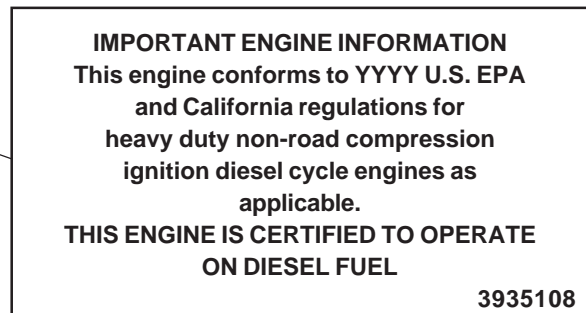 IMPORTANT ENGINE INFORMATION
This engine conforms to YYYY U.S. EPA
and California regulations for
heavy duty non-road compression
ignition diesel cycle engines as
applicable.
THIS ENGINE IS CERTIFIED TO OPERATE
ON DIESEL FUEL
3935108